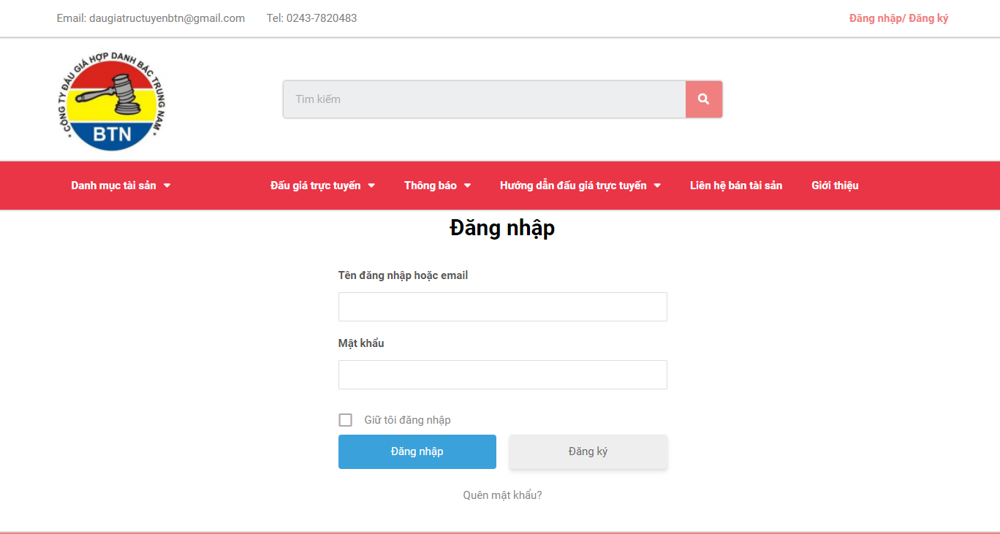 Email: daugiatructuyenbtn@gmail.com Tel: 0243-7820483 Đăng nhập/ Đăng ký
CÔNG TY ĐẤU GIÁ HỢP DANH BẮC TRUNG NAM
BTN
Tìm kiếm
Danh mục tài sản Đấu giá trực tuyến Thông báo Hướng dẫn đấu giá trực tuyến Liên hệ bán tài sản Giới thiệu
Đăng nhập
Tên đăng nhập hoặc email
Mật khẩu
Giữ tôi đăng nhập
Đăng nhập Đăng ký
Quên mật khẩu?